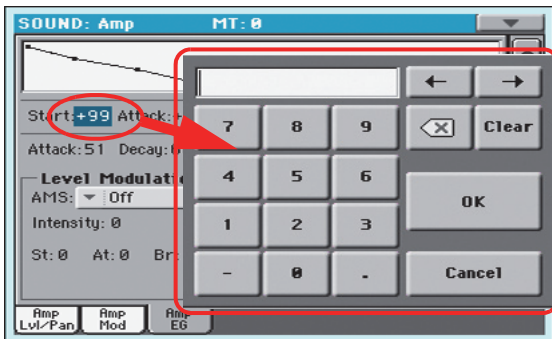 SOUND: Amp MT: 0
Start: +99 Attack: +
Attack: 51 Decay:
Level Modulati
AMS: Off
Intensity: 0
St: 0 At: 0 Br:
← →
7 8 9 Clear
4 5 6
OK
1 2 3
- 0 . Cancel
Amp Lvl/Pan Amp Mod Amp EG